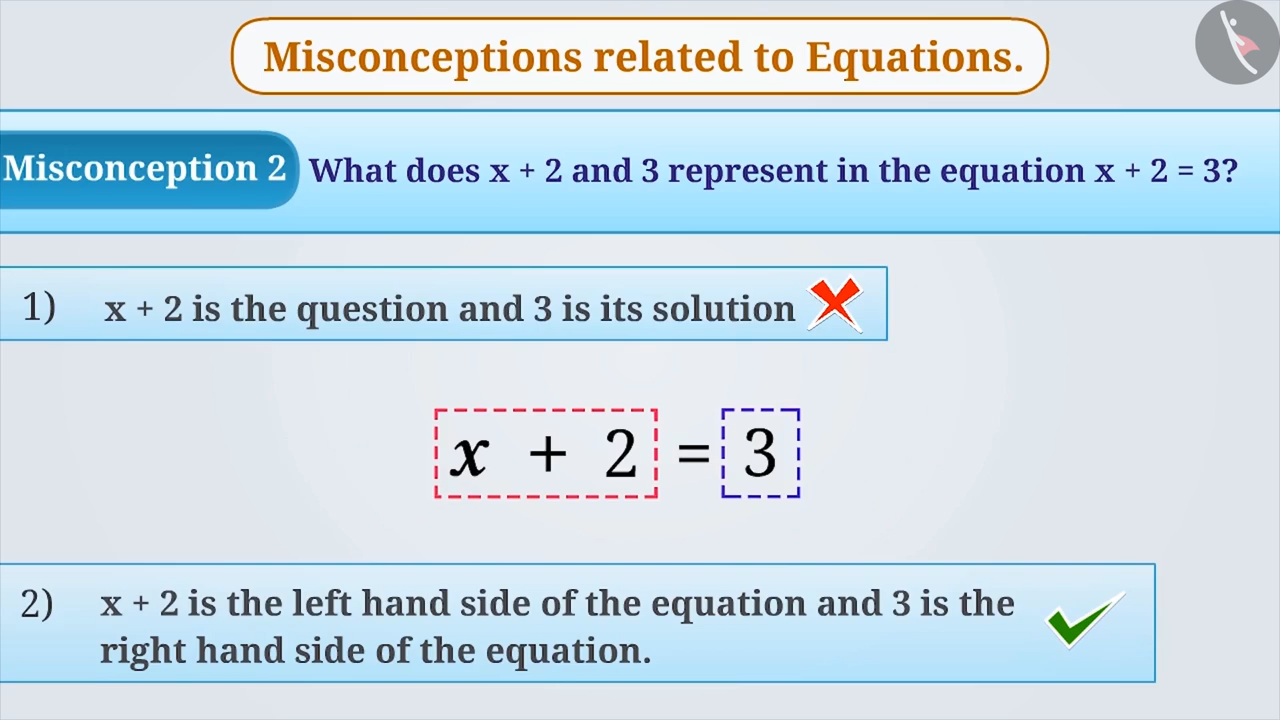 Misconceptions related to Equations.
Misconception 2 What does x + 2 and 3 represent in the equation x + 2 = 3?
1) x + 2 is the question and 3 is its solution
x + 2 = 3
2) x + 2 is the left hand side of the equation and 3 is the
right hand side of the equation.